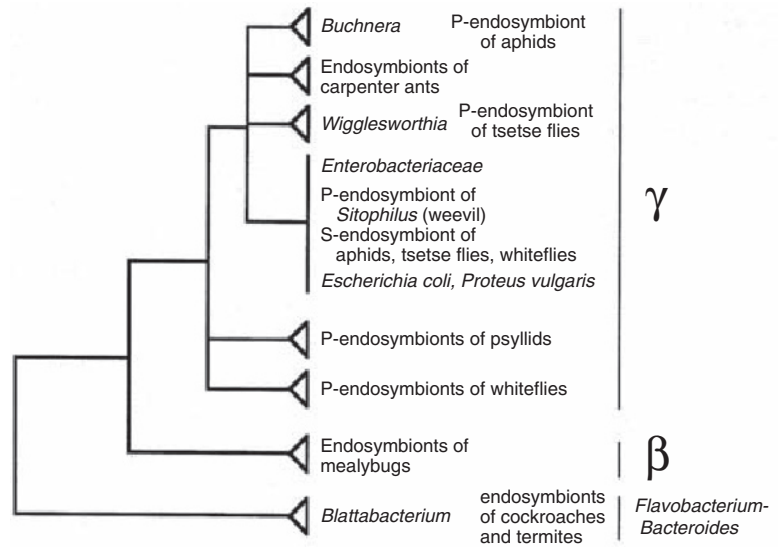 Buchnera P-endosymbiont
of aphids
Endosymbionts of
carpenter ants
Wigglesworthia P-endosymbiont
of tsetse flies
Enterobacteriaceae
P-endosymbiont of
Sitophilus (weevil)
S-endosymbiont of
aphids, tsetse flies, whiteflies
Escherichia coli, Proteus vulgaris
γ
P-endosymbionts of psyllids
P-endosymbionts of whiteflies
Endosymbionts of
mealybugs
β
Blattabacterium endosymbionts
of cockroaches
and termites
Flavobacterium-
Bacteroides